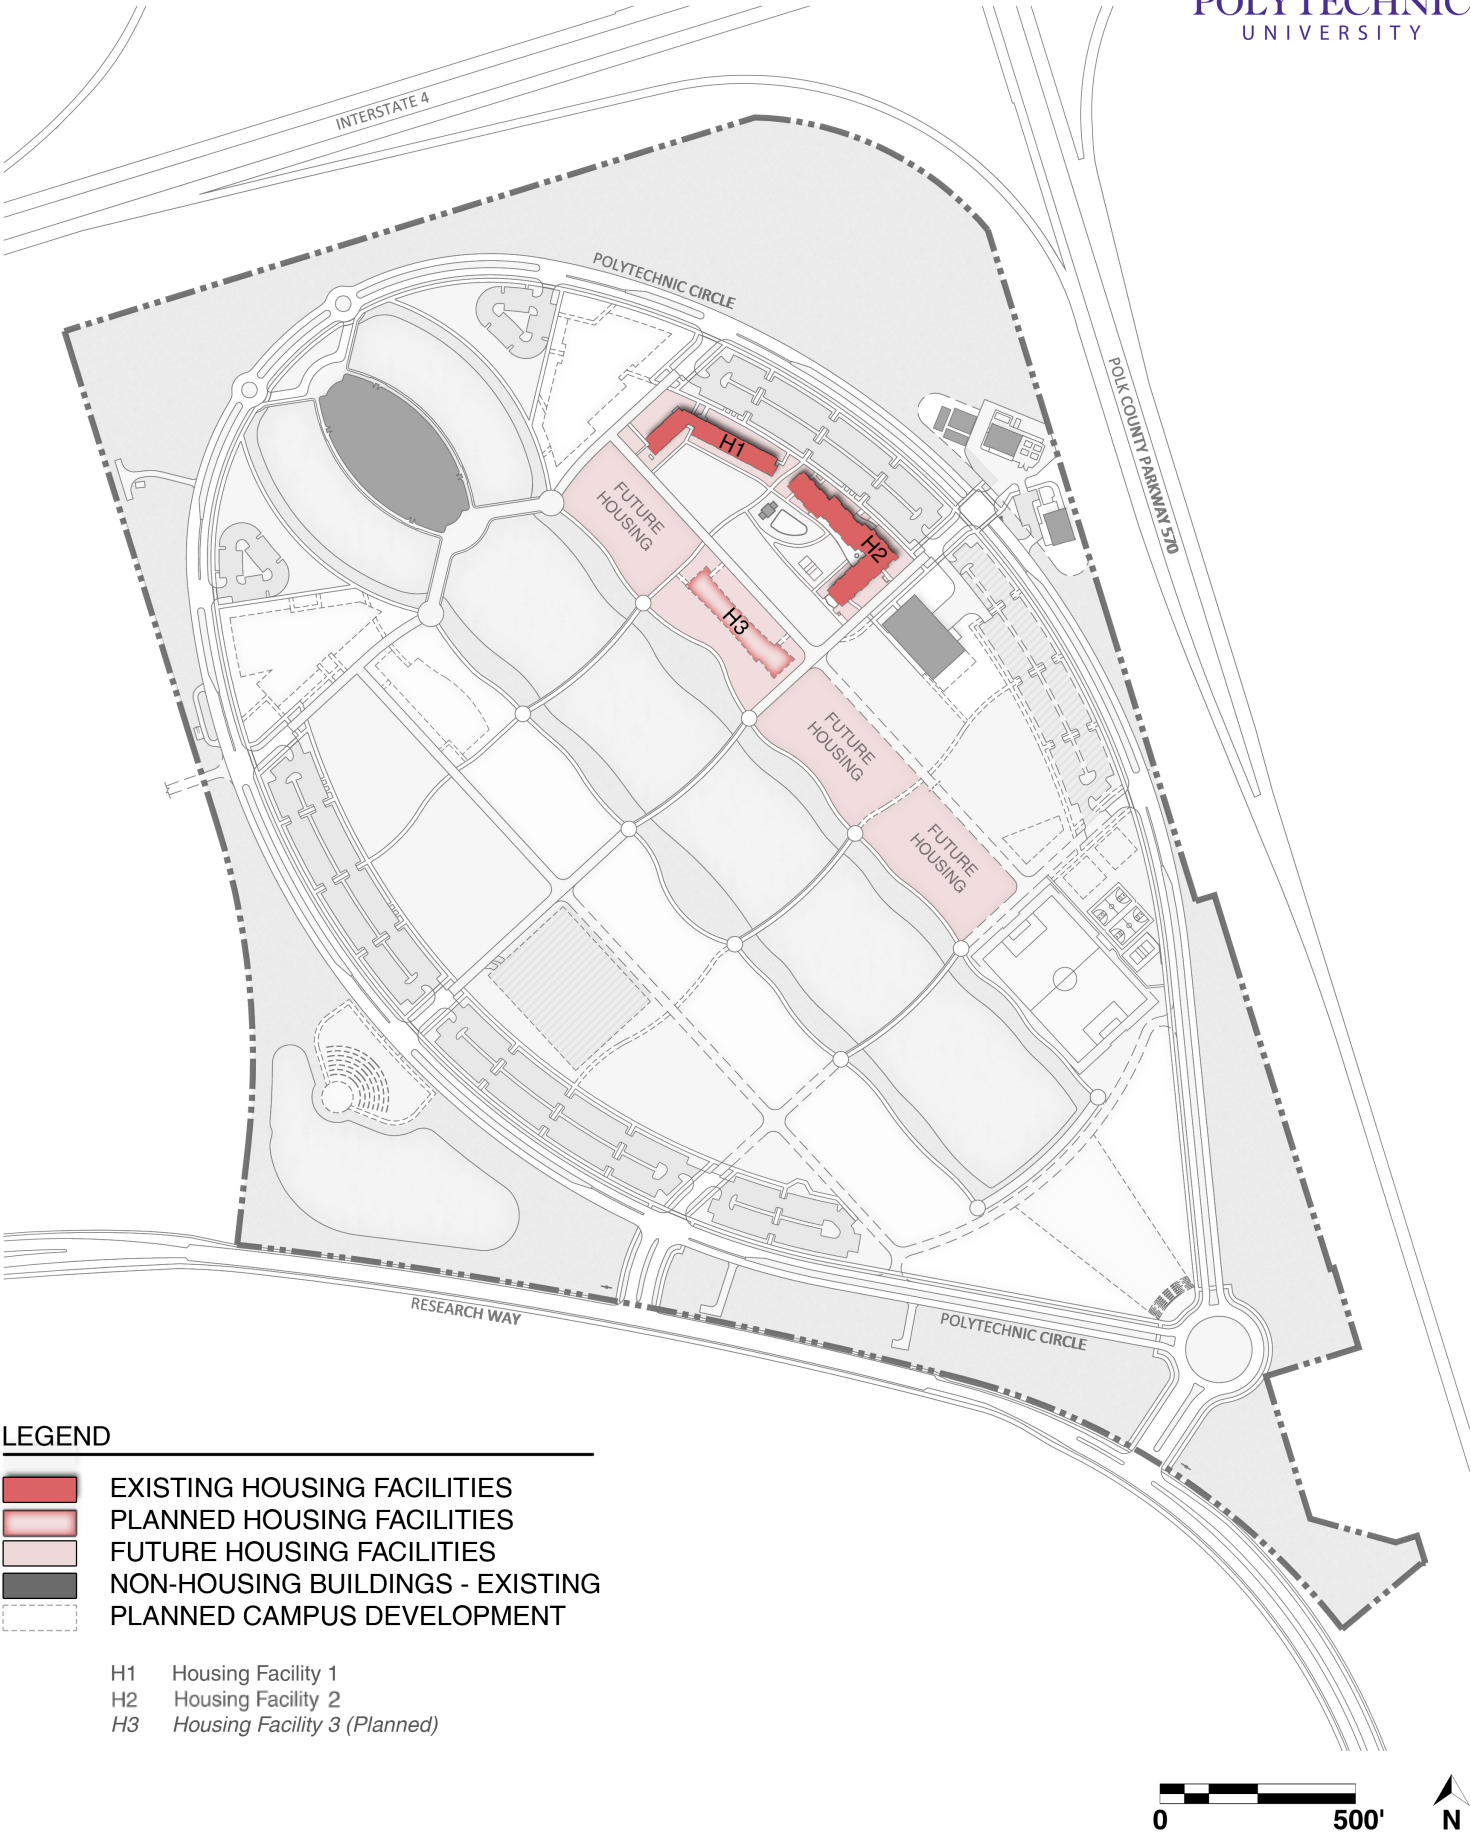 POLYTECHNIC
UNIVERSITY
INTERSTATE 4
POLYTECHNIC CIRCLE
POLK COUNTY PARKWAY 570
H1
FUTURE
HOUSING
H2
H3
FUTURE
HOUSING
FUTURE
HOUSING
RESEARCH WAY
POLYTECHNIC CIRCLE
LEGEND
EXISTING HOUSING FACILITIES
PLANNED HOUSING FACILITIES
FUTURE HOUSING FACILITIES
NON-HOUSING BUILDINGS - EXISTING
PLANNED CAMPUS DEVELOPMENT
H1 Housing Facility 1
H2 Housing Facility 2
H3 Housing Facility 3 (Planned)
0 500' N